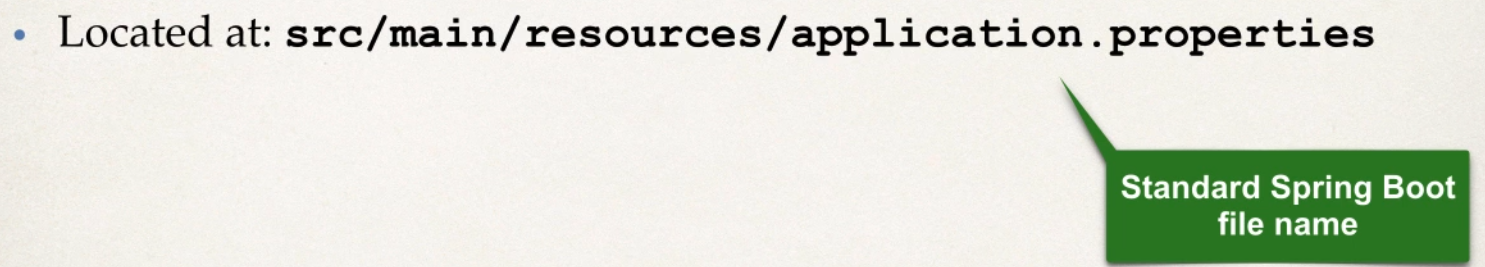 • Located at: src/main/resources/application.properties
Standard Spring Boot
file name